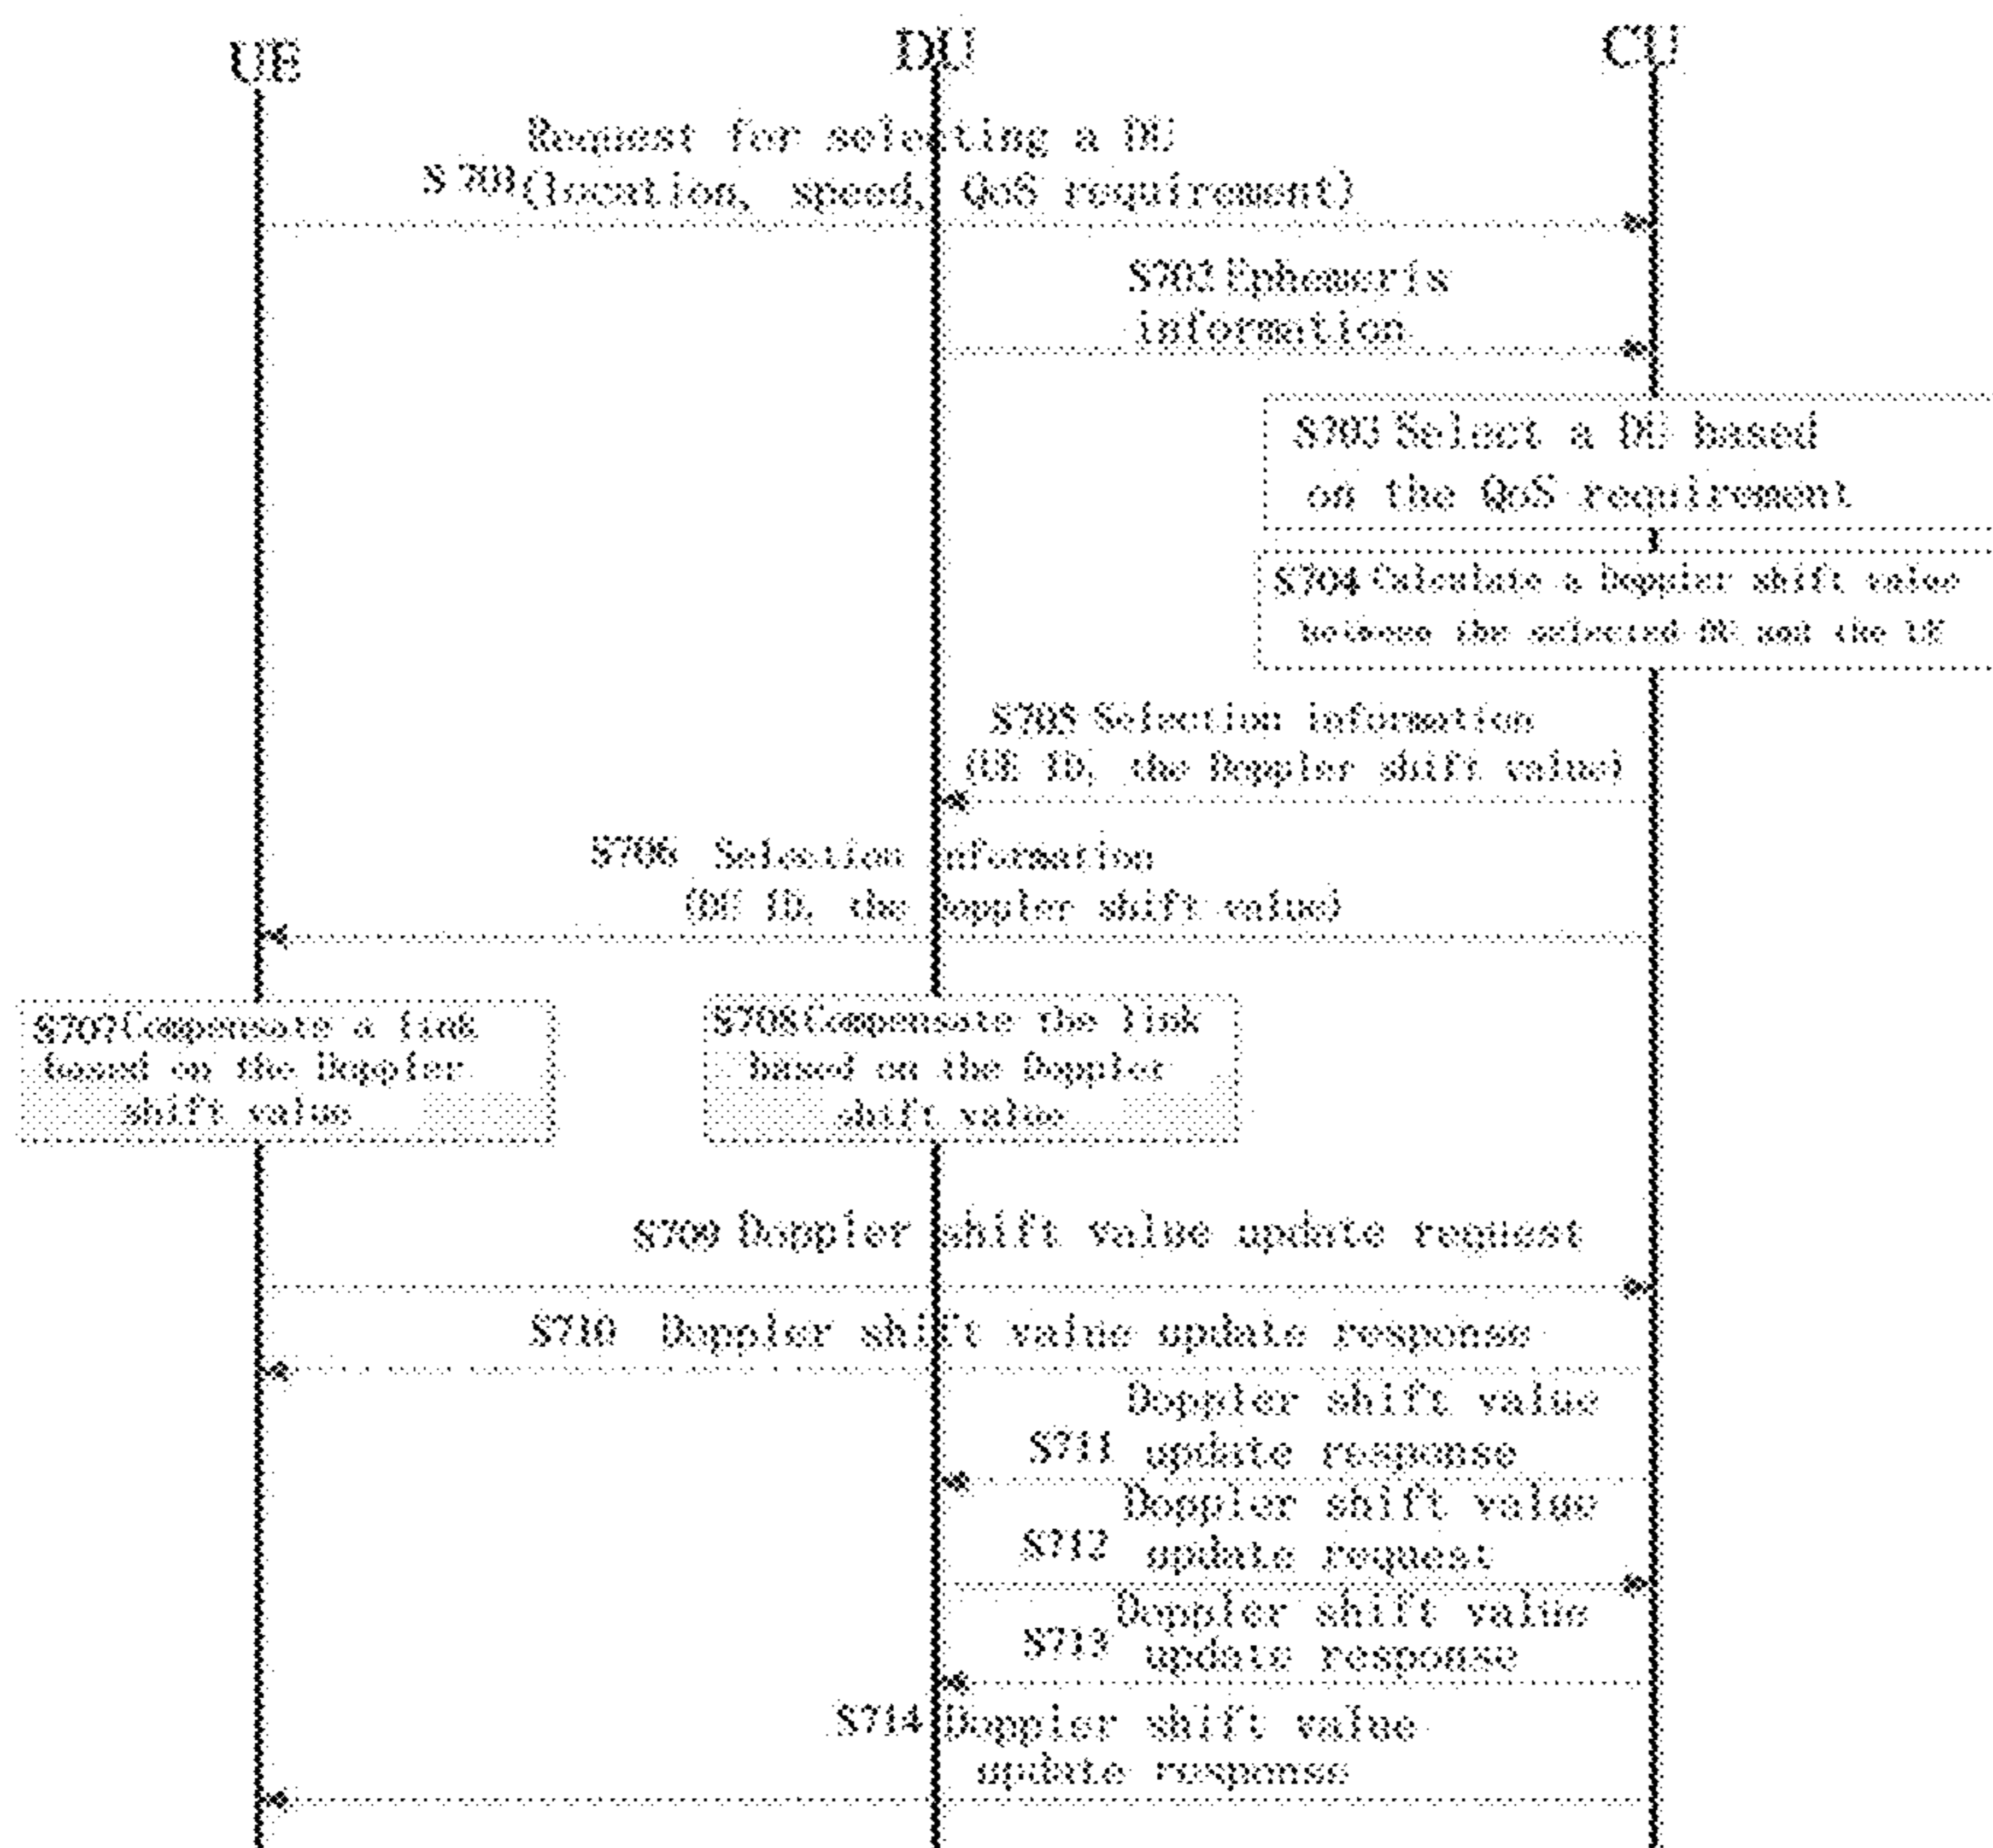 UE
DU
CU
Request for selecting a DU
S701 (location, speed, QoS requirement)
S702 Ephemeris
information
S703 Select a DU based
on the QoS requirement
S704 Calculate a Doppler shift value
between the selected DU and the UE
S705 Selection information
(UE ID, the Doppler shift value)
S706 Selection information
(DU ID, the Doppler shift value)
S707 Compensate a link
based on the Doppler
shift value
S708 Compensate the link
based on the Doppler
shift value
S709 Doppler shift value update request
S710 Doppler shift value update response
Doppler shift value
S711 update response
Doppler shift value
S712 update request
Doppler shift value
S713 update response
S714 Doppler shift value
update response